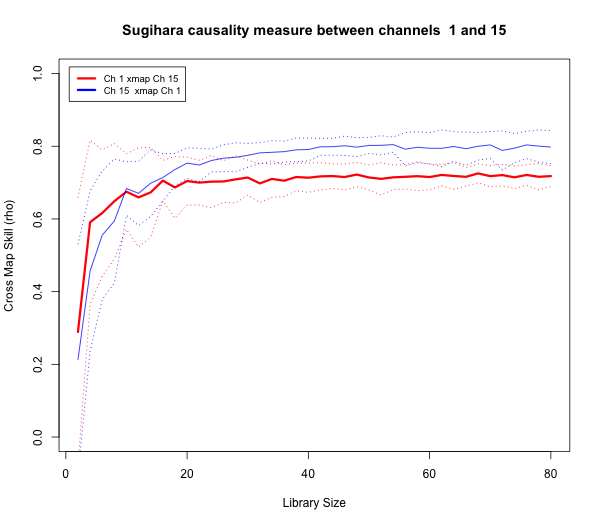 Sugihara causality measure between channels  1 and 15
Ch 1 xmap Ch 15
Ch 15  xmap Ch 1
1.0
0.8
0.6
0.4
0.2
0.0
Cross Map Skill (rho)
0 20 40 60 80
Library Size